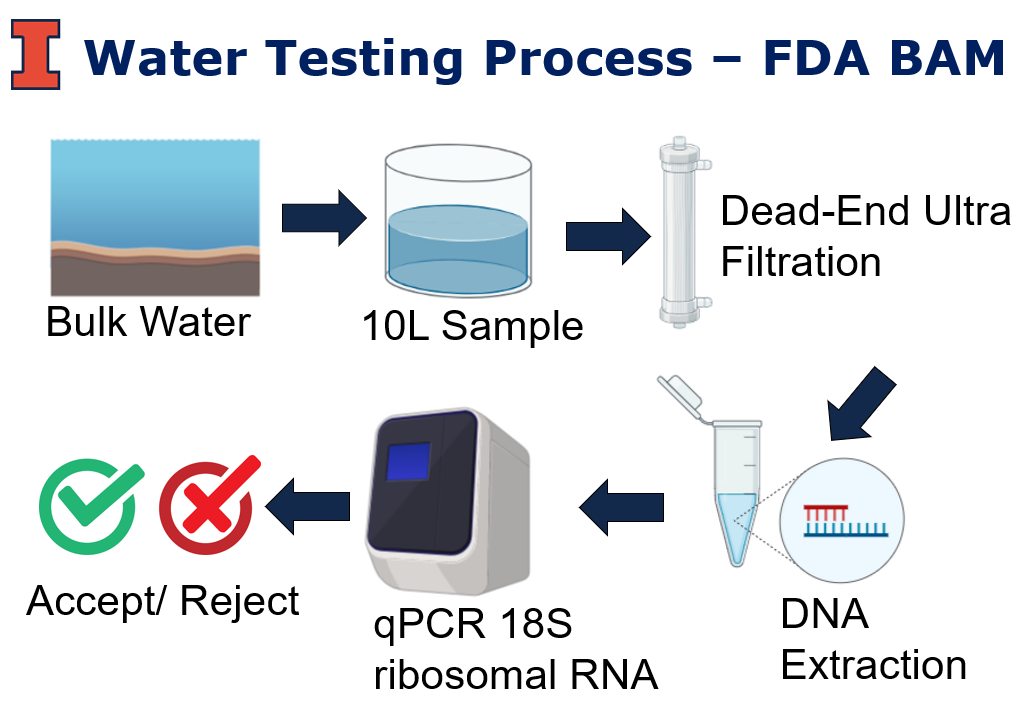 I
Water Testing Process – FDA BAM
Bulk Water
10L Sample
Dead-End Ultra
Filtration
DNA
Extraction
qPCR 18S
ribosomal RNA
Accept/ Reject